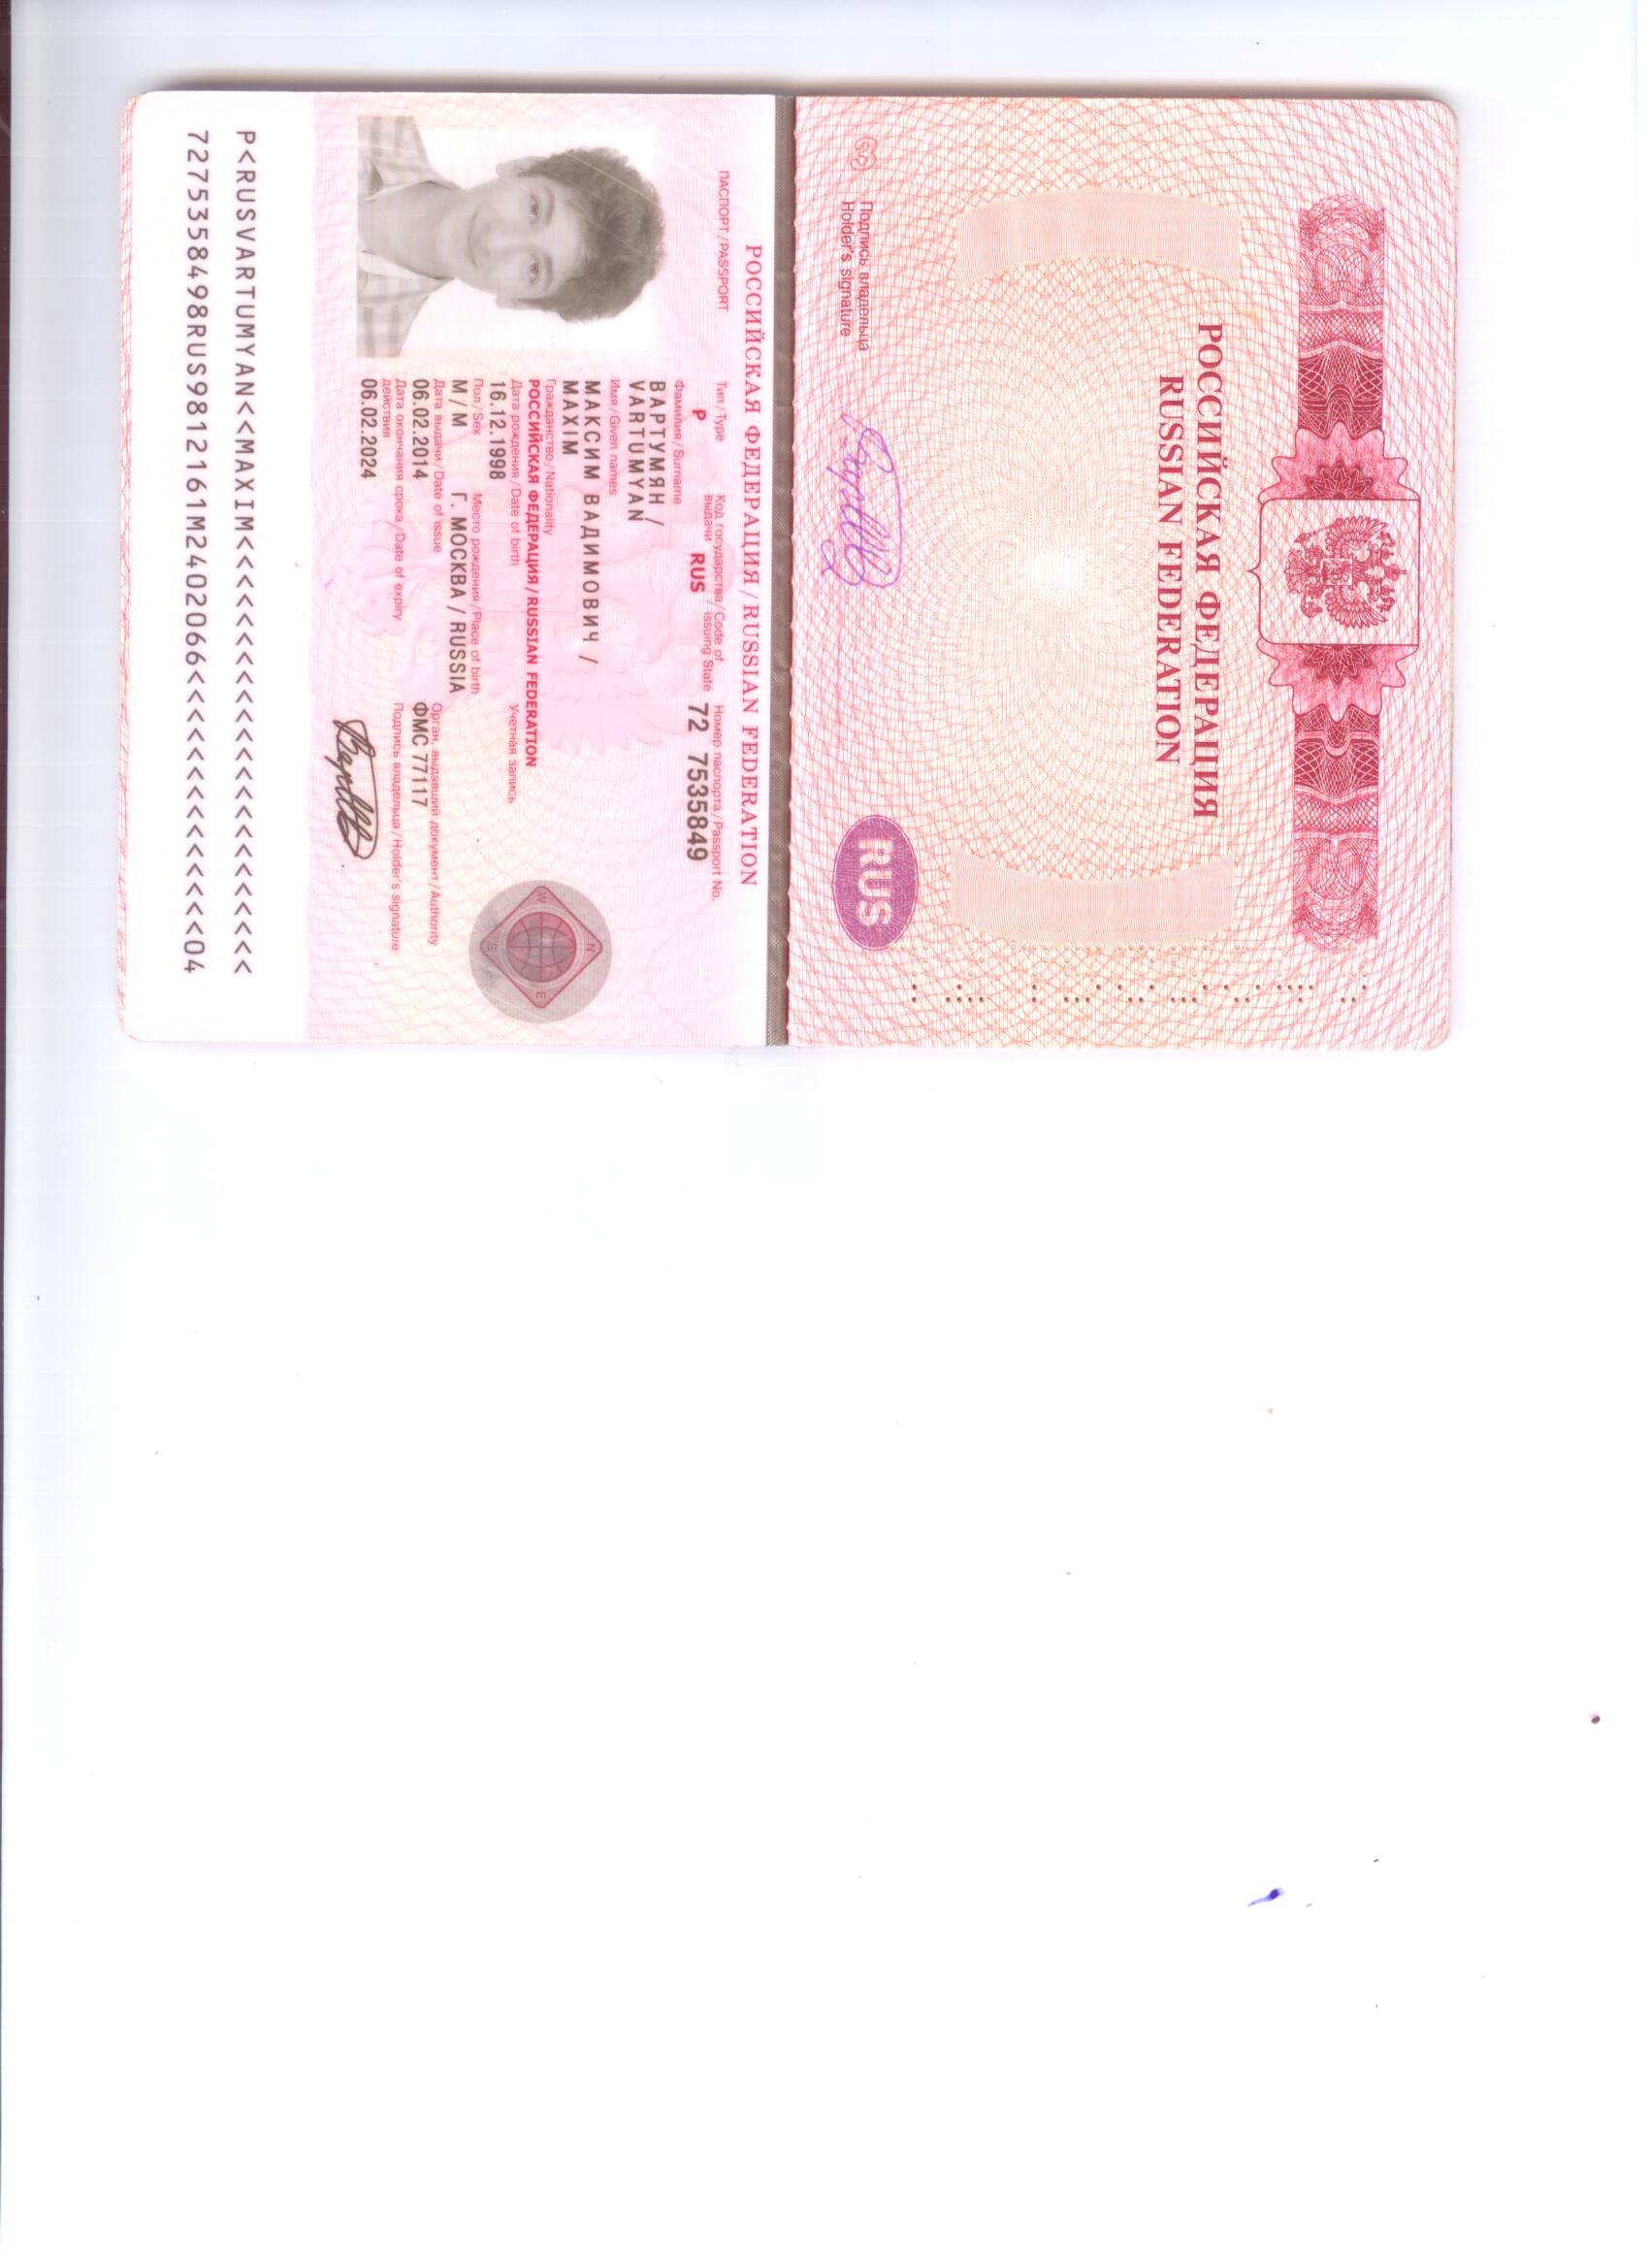 РОССИЙСКАЯ ФЕДЕРАЦИЯ
RUSSIAN FEDERATION
Подпись владельца
Holder's signature
RUS
РОССИЙСКАЯ ФЕДЕРАЦИЯ / RUSSIAN FEDERATION
ПАСПОРТ / PASSPORT
Тип / Type
Код государства / Code of
выдачи issuing State
Номер паспорта / Passport No.
P
RUS
72 7535849
Фамилия / Surname
ВАРТУМЯН /
VARTUMYAN
Имя / Given names
МАКСИМ ВАДИМОВИЧ /
MAXIM
Гражданство / Nationality
РОССИЙСКАЯ ФЕДЕРАЦИЯ / RUSSIAN FEDERATION
Дата рождения / Date of birth
Учетная запись
16.12.1998
Пол / Sex
Место рождения / Place of birth
М / M
Г. МОСКВА / RUSSIA
Дата выдачи / Date of issue
Орган, выдавший документ / Authority
06.02.2014
ФМС 77117
Дата окончания срока / Date of expiry
действия
Подпись владельца / Holder's signature
06.02.2024
N
W
E
S
P<RUSVARTUMYAN<<MAXIM<<<<<<<<<<<<<<<<<<<<<<<
7275358498RUS9812161M2402066<<<<<<<<<<<<<<04